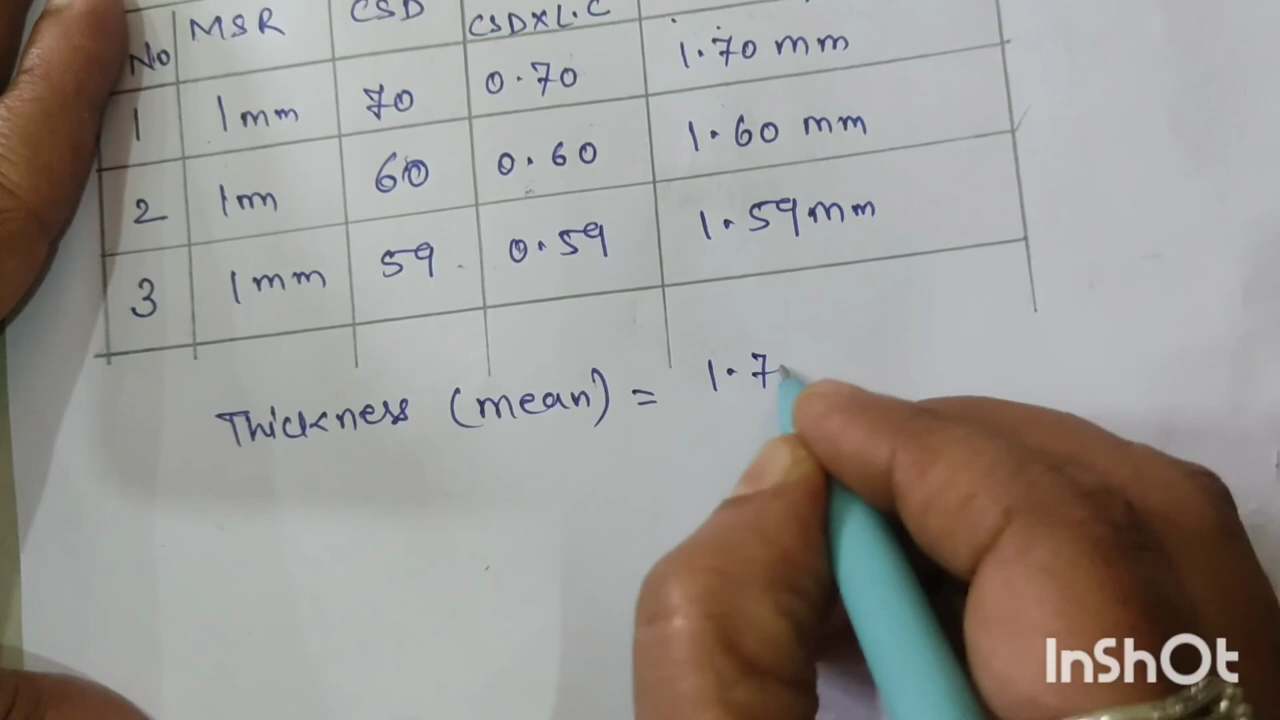 No MSR CSD CSD×L.C
1 1mm 70 0.70 1.70 mm
2 1m 60 0.60 1.60 mm
3 1mm 59 0.59 1.59mm
Thickness (mean) = 1.7
InShOt